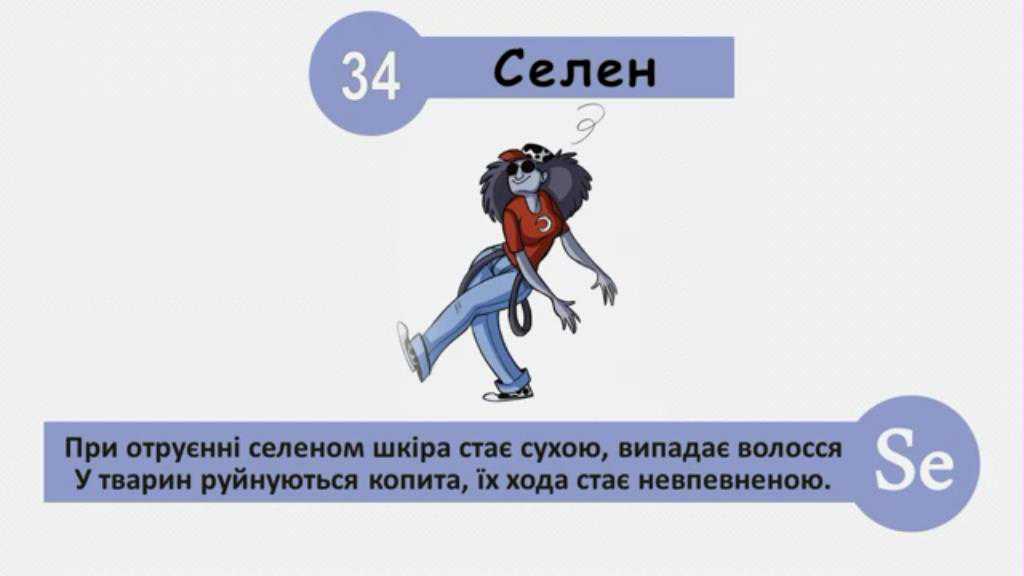 34
Селен
При отруєнні селеном шкіра стає сухою, випадає волосся
У тварин руйнуються копита, їх хода стає невпевненою.
Se